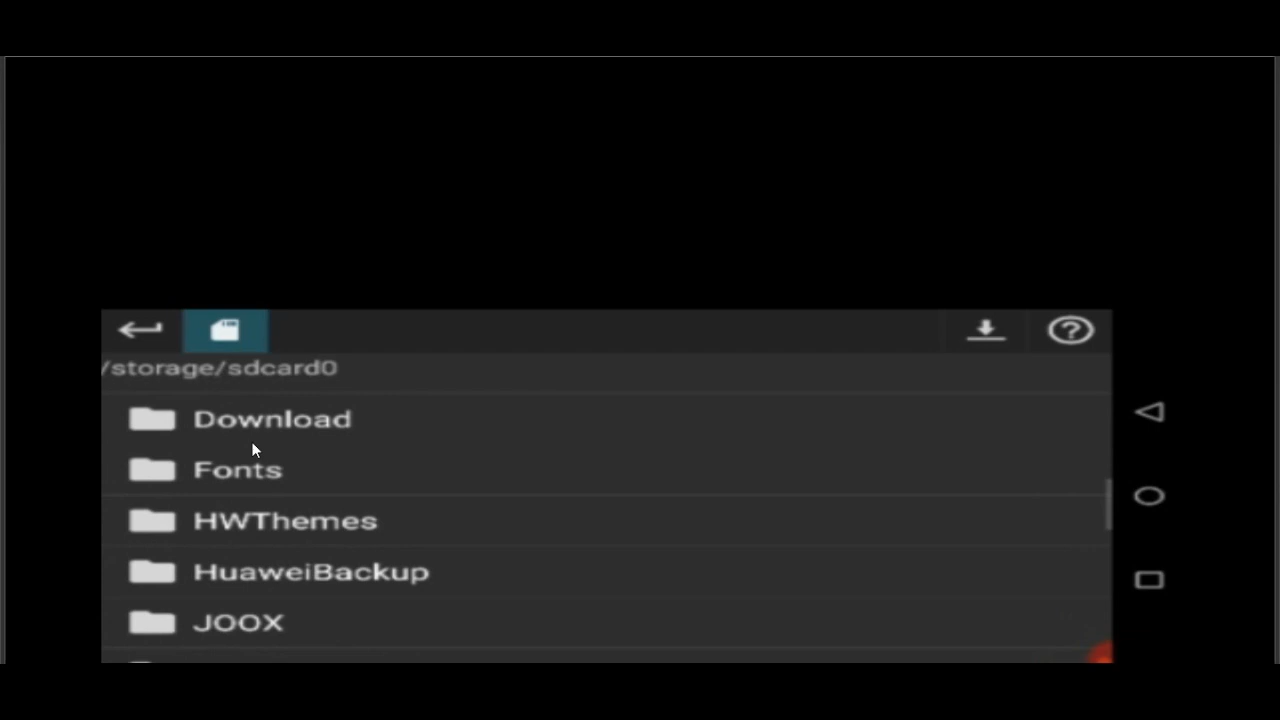 /storage/sdcard0
Download
Fonts
HWThemes
HuaweiBackup
JOOX